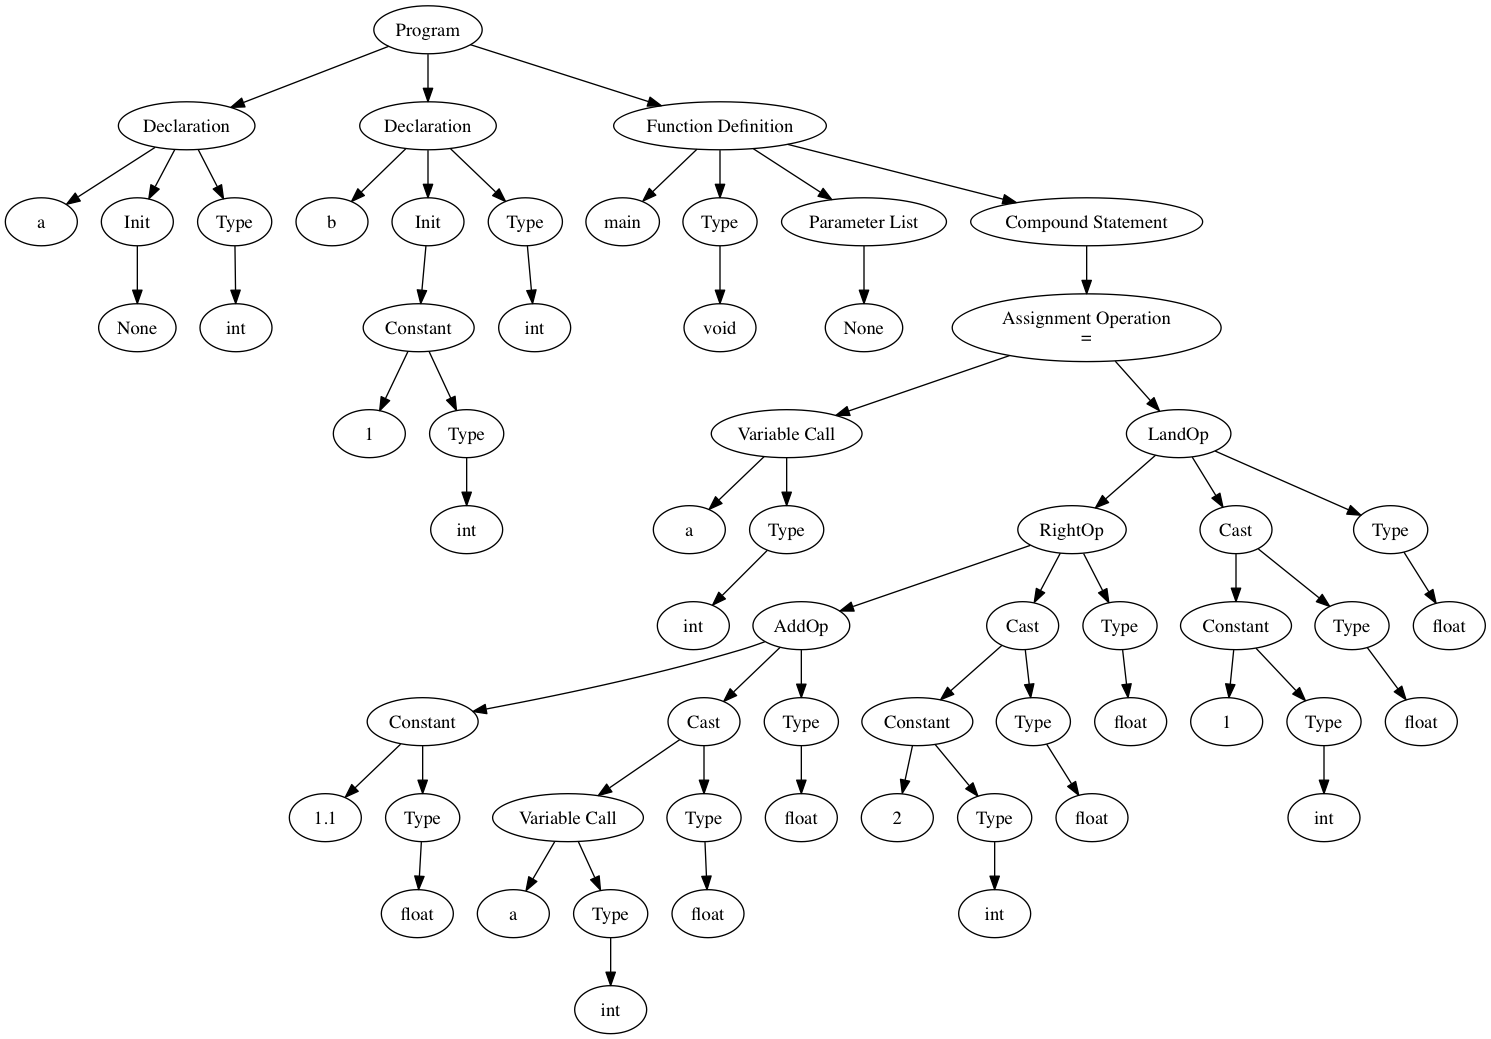 Program
Declaration
Declaration
Function Definition
a
Init
Type
b
Init
Type
main
Type
Parameter List
Compound Statement
None
int
Constant
int
void
None
Assignment Operation
=
1
Type
Variable Call
LandOp
int
a
Type
RightOp
Cast
Type
int
AddOp
Cast
Type
Constant
Type
float
Constant
Cast
Type
Constant
Type
float
1
Type
float
1.1
Type
Variable Call
Type
float
2
Type
float
int
float
a
Type
float
int
int